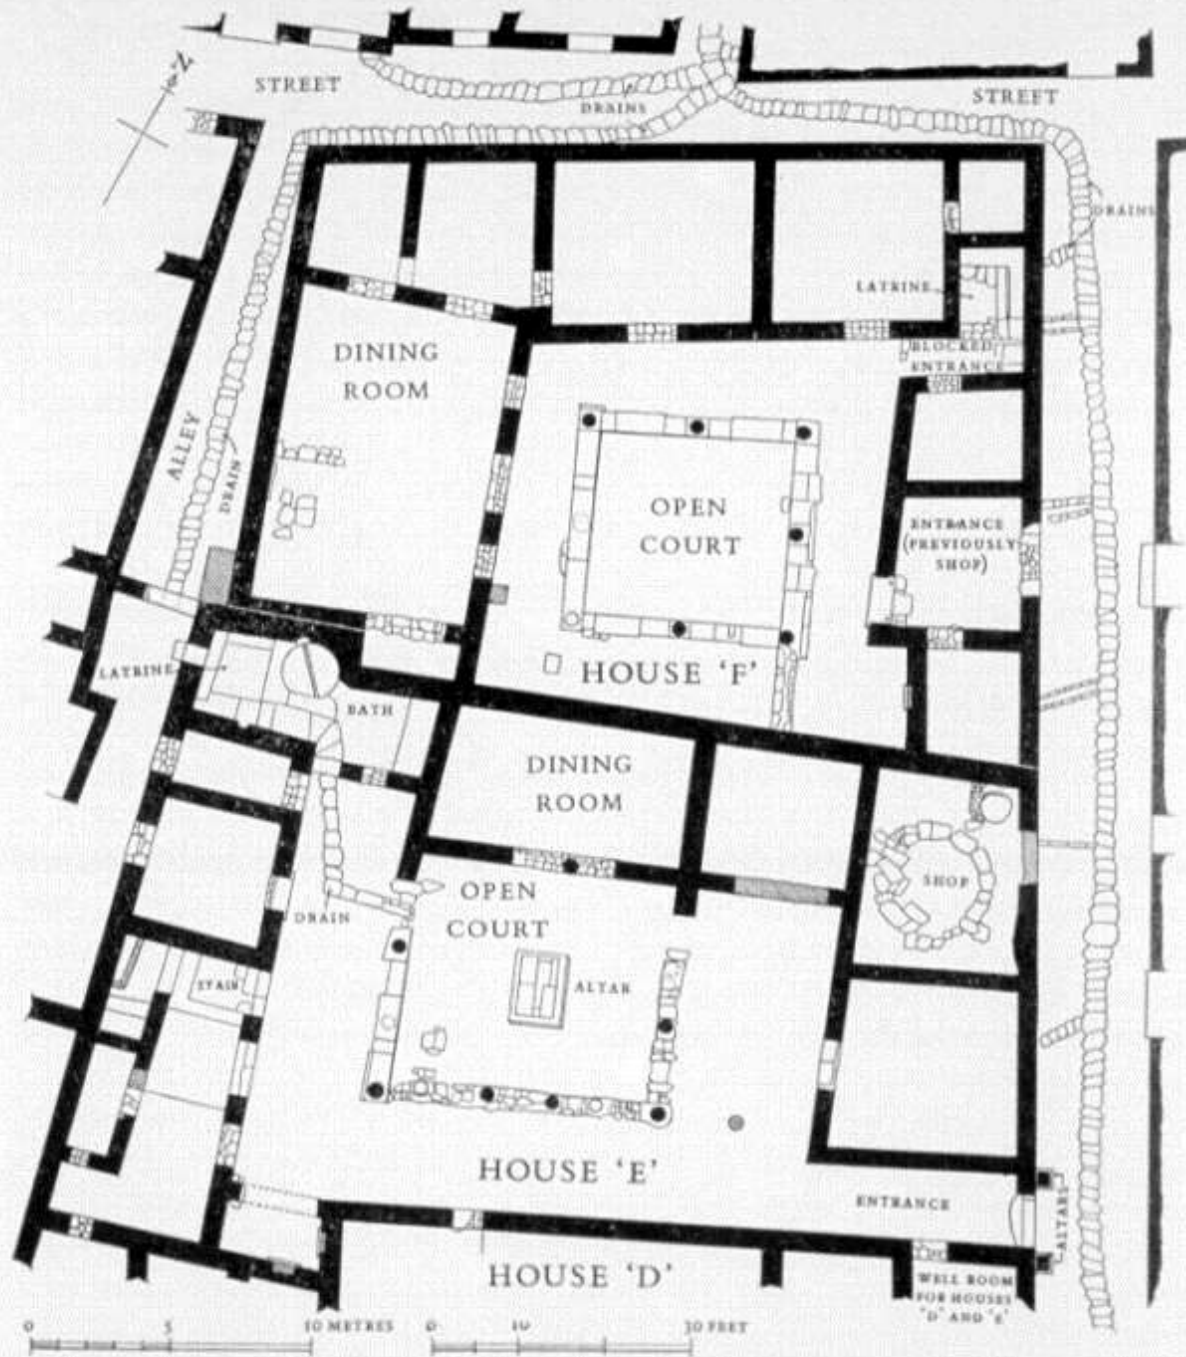 N
STREET
DRAINS
STREET
DRAINS
LATRINE
BLOCKED
ENTRANCE
DINING
ROOM
ALLEY
DRAIN
OPEN
COURT
ENTRANCE
(PREVIOUSLY
SHOP)
HOUSE 'F'
LATRINE
BATH
DINING
ROOM
OPEN
COURT
SHOP
DRAIN
STAIR
ALTAR
HOUSE 'E'
ENTRANCE
ALTARS
HOUSE 'D'
WELL ROOM
FOR HOUSES
'D' AND 'E'
0 5 10 METRES 0 10 30 FEET